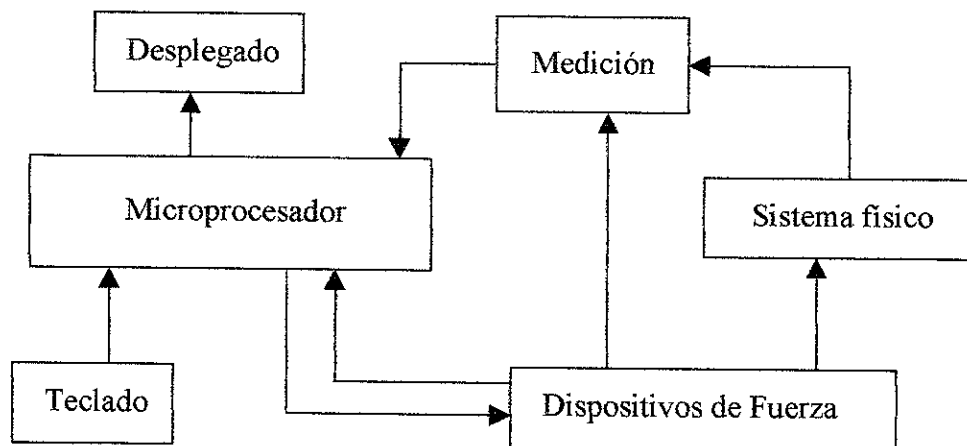 Desplegado
Medición
Microprocesador
Sistema físico
Teclado
Dispositivos de Fuerza